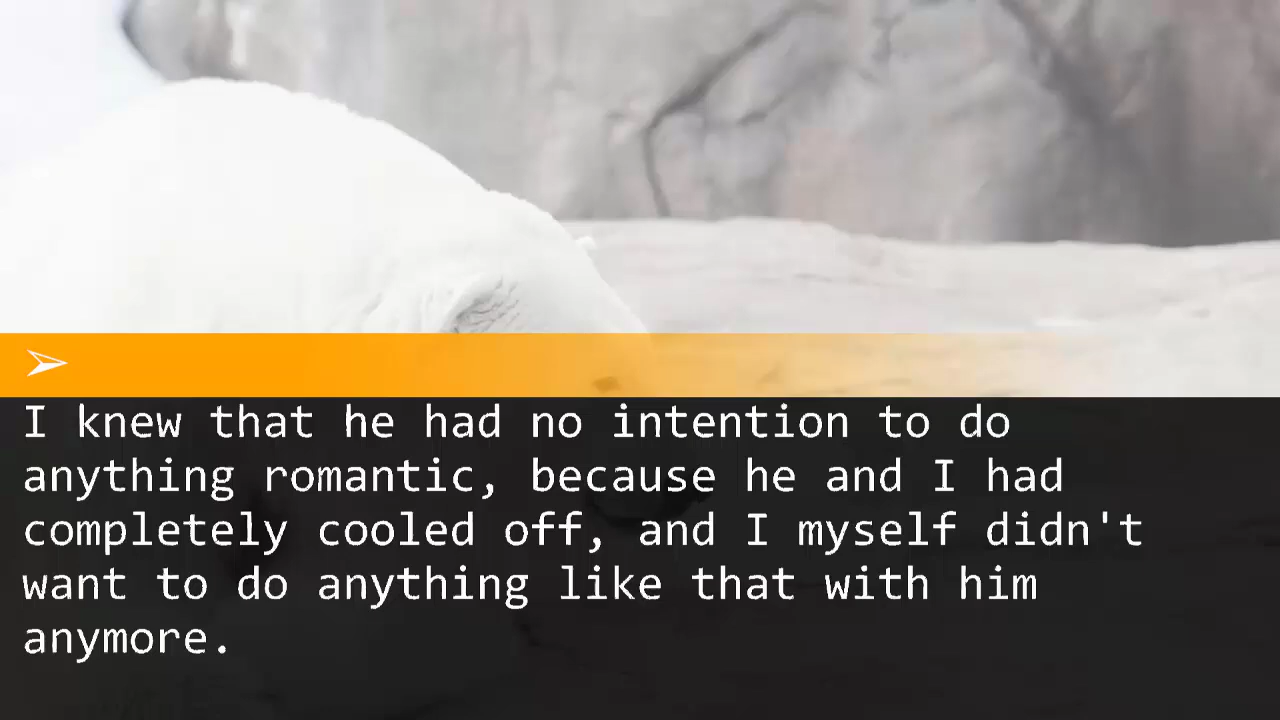 I knew that he had no intention to do
anything romantic, because he and I had
completely cooled off, and I myself didn't
want to do anything like that with him
anymore.